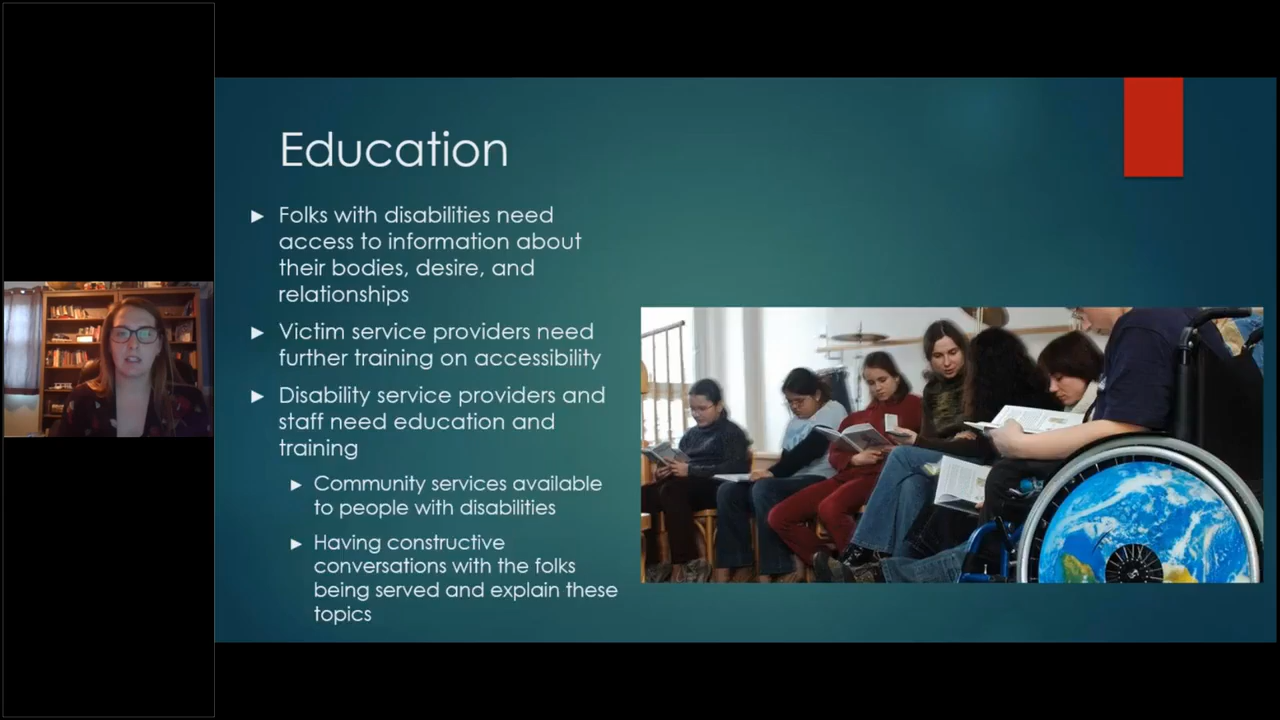 Education
Folks with disabilities need
access to information about
their bodies, desire, and
relationships
Victim service providers need
further training on accessibility
Disability service providers and
staff need education and
training
Community services available
to people with disabilities
Having constructive
conversations with the folks
being served and explain these
topics